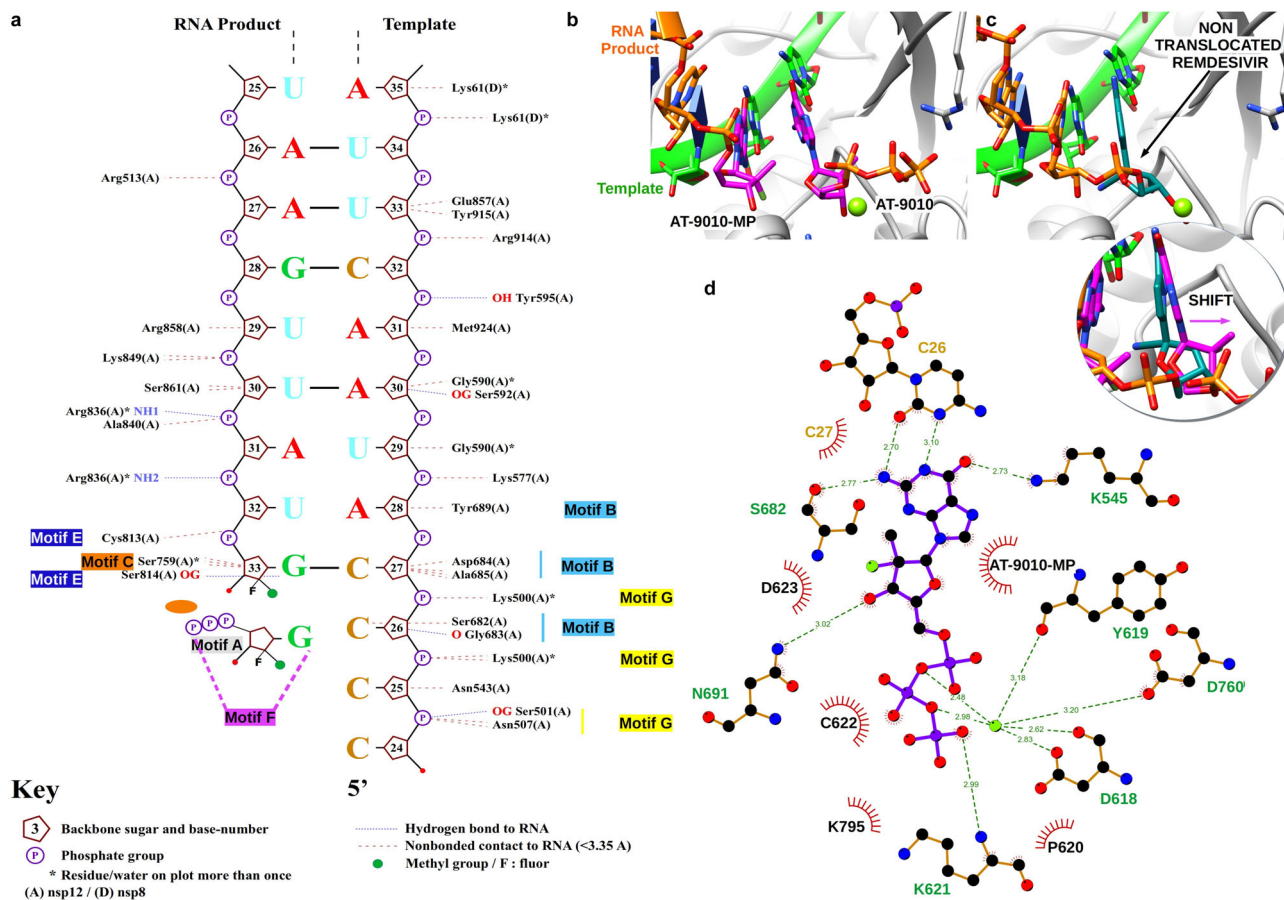 a
RNA Product
Template
25 U A 35 Lys61(D)*
P P Lys61(D)*
26 A U 34
Arg513(A) P P
27 A U 33 Glu857(A)
Tyr915(A)
P P Arg914(A)
28 G C 32
P P OH Tyr595(A)
Arg858(A) 29 U A 31 Met924(A)
Lys849(A) P P
Ser861(A) 30 U A 30 Gly590(A)*
OG Ser592(A)
Arg836(A)* NH1 P P
Ala840(A)
31 A U 29 Gly590(A)*
Arg836(A)* NH2 P P Lys577(A)
32 U A 28 Tyr689(A) Motif B
Motif E Cys813(A) P P
Motif C Ser759(A)* 33 G C 27 Asp684(A)
Ala685(A) Motif B
Motif E Ser814(A) OG F
P Lys500(A)* Motif G
P P P
Motif A F G
C 26 Ser682(A)
O Gly683(A) Motif B
P Lys500(A)* Motif G
Motif F
C 25 Asn543(A)
P OG Ser501(A)
Asn507(A) Motif G
C 24
Key
5’
3 Backbone sugar and base-number
P Phosphate group
* Residue/water on plot more than once
(A) nsp12 / (D) nsp8
Hydrogen bond to RNA
Nonbonded contact to RNA (<3.35 A)
Methyl group / F : fluor
b
RNA
Product
Template
AT-9010-MP
AT-9010
c
NON
TRANSLOCATED
REMDESIVIR
SHIFT
d
C26
C27
2.70
3.10
2.77
2.73
S682
K545
D623
AT-9010-MP
3.02
Y619
N691
D760
2.48
3.18
3.20
2.98
2.62
2.83
C622
D618
2.99
K795
P620
K621